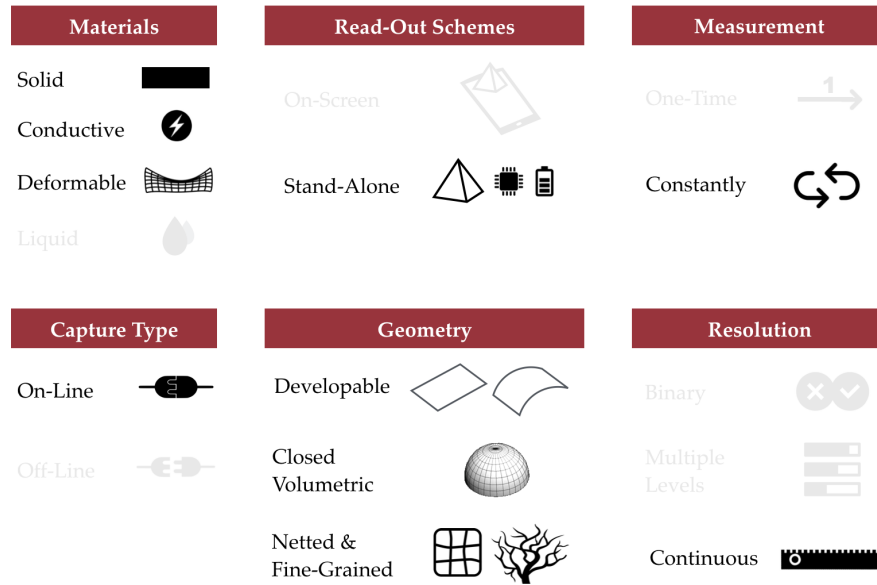 Materials
Solid
Conductive
Deformable
Liquid
Read-Out Schemes
On-Screen
Stand-Alone
Measurement
One-Time
1
Constantly
Capture Type
On-Line
Off-Line
Geometry
Developable
Closed
Volumetric
Netted &
Fine-Grained
Resolution
Binary
Multiple
Levels
Continuous